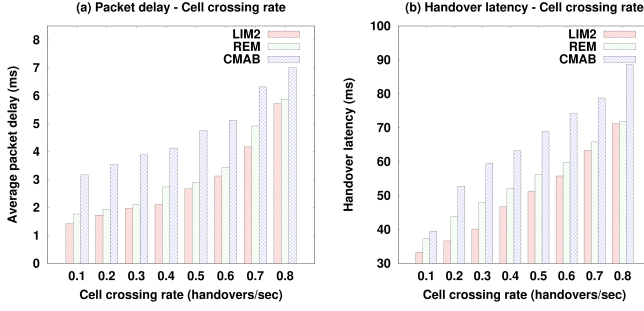 (a) Packet delay - Cell crossing rate
LIM2
REM
CMAB
Average packet delay (ms)
8
7
6
5
4
3
2
1
0
0.1 0.2 0.3 0.4 0.5 0.6 0.7 0.8
Cell crossing rate (handovers/sec)
(b) Handover latency - Cell crossing rate
LIM2
REM
CMAB
Handover latency (ms)
100
90
80
70
60
50
40
30
0.1 0.2 0.3 0.4 0.5 0.6 0.7 0.8
Cell crossing rate (handovers/sec)